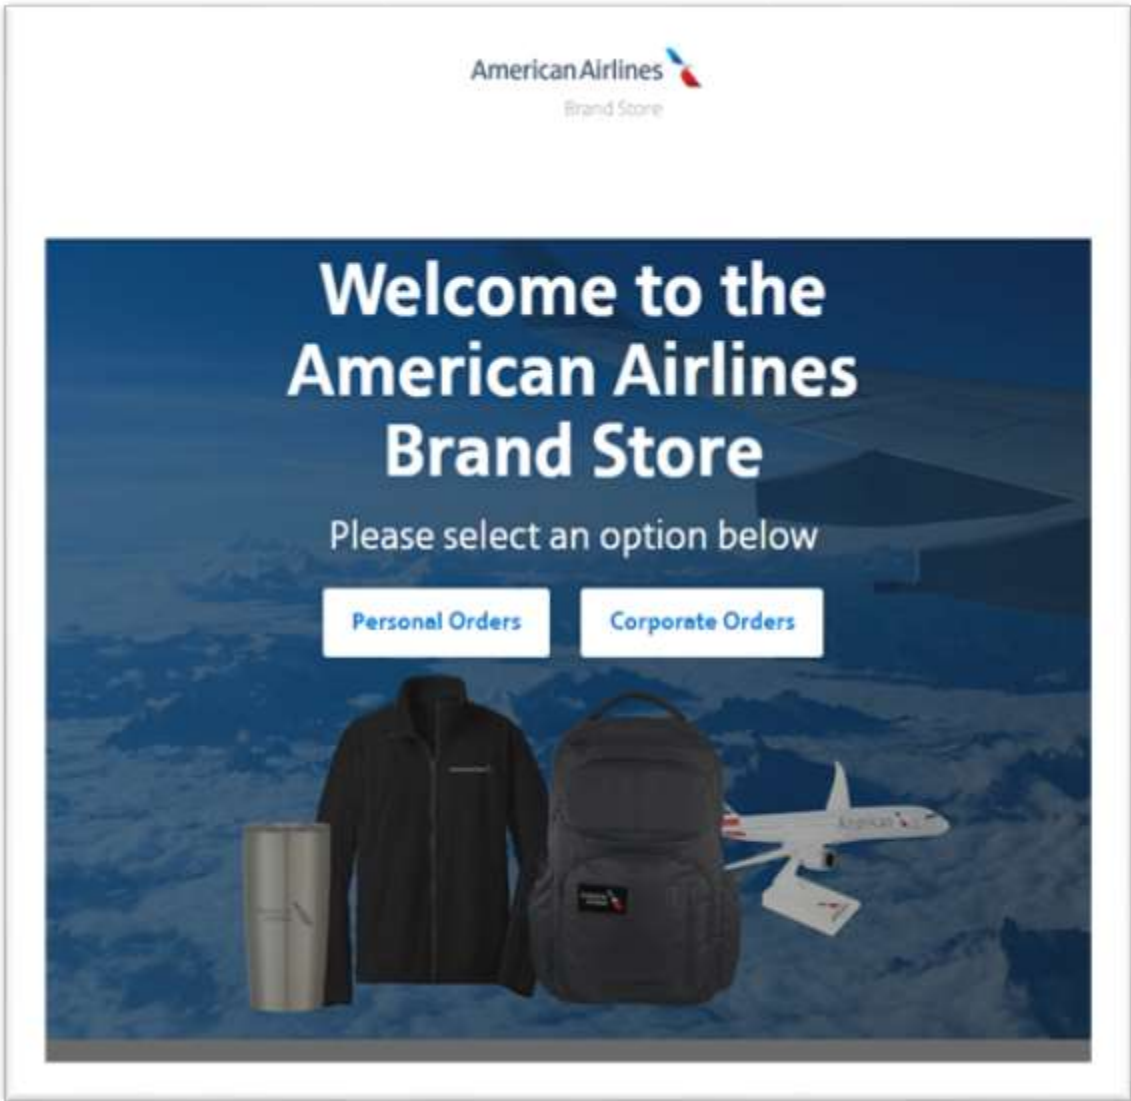 American Airlines
Brand Store
Welcome to the
American Airlines
Brand Store
Please select an option below
Personal Orders
Corporate Orders
American